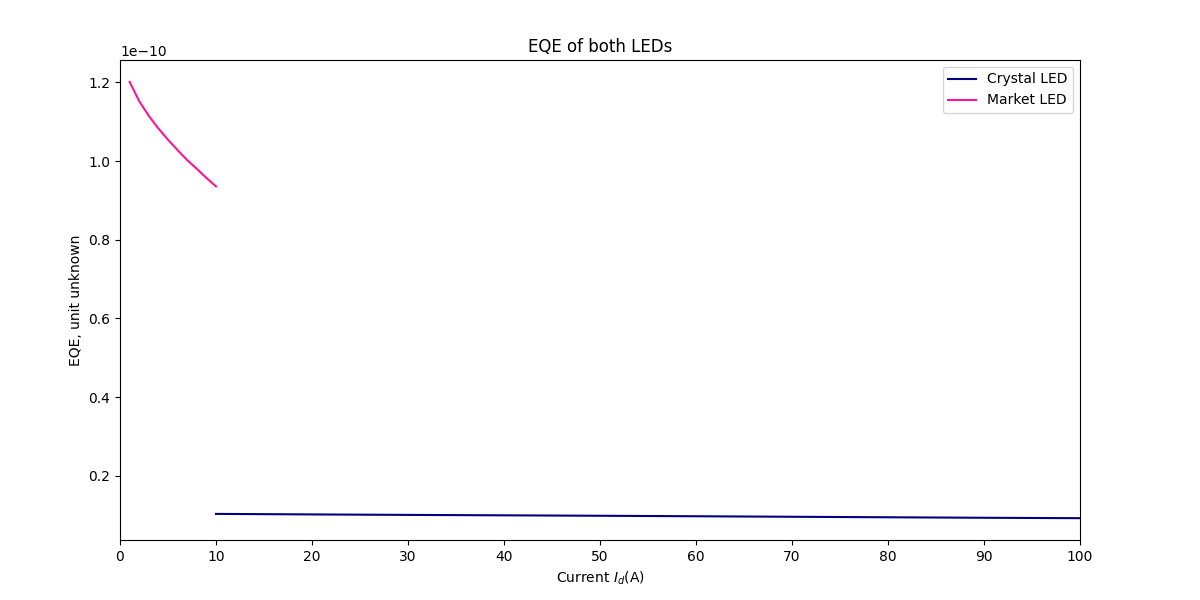 EQE of both LEDs
1e−10
1.2
1.0
0.8
0.6
0.4
0.2
EQE, unit unknown
Crystal LED
Market LED
0 10 20 30 40 50 60 70 80 90 100
Current I_d(A)